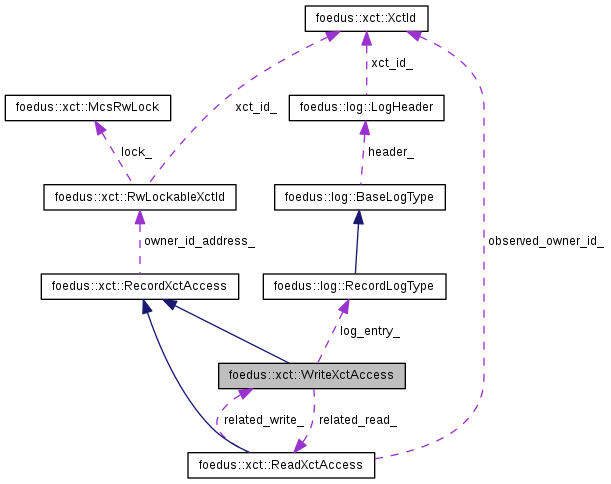 foedus::xct::XctId
xct_id_
foedus::xct::McsRwLock
xct_id_
foedus::log::LogHeader
lock_
header_
foedus::xct::RwLockableXctId
foedus::log::BaseLogType
owner_id_address_
observed_owner_id_
foedus::xct::RecordXctAccess
foedus::log::RecordLogType
log_entry_
foedus::xct::WriteXctAccess
related_write_
related_read_
foedus::xct::ReadXctAccess